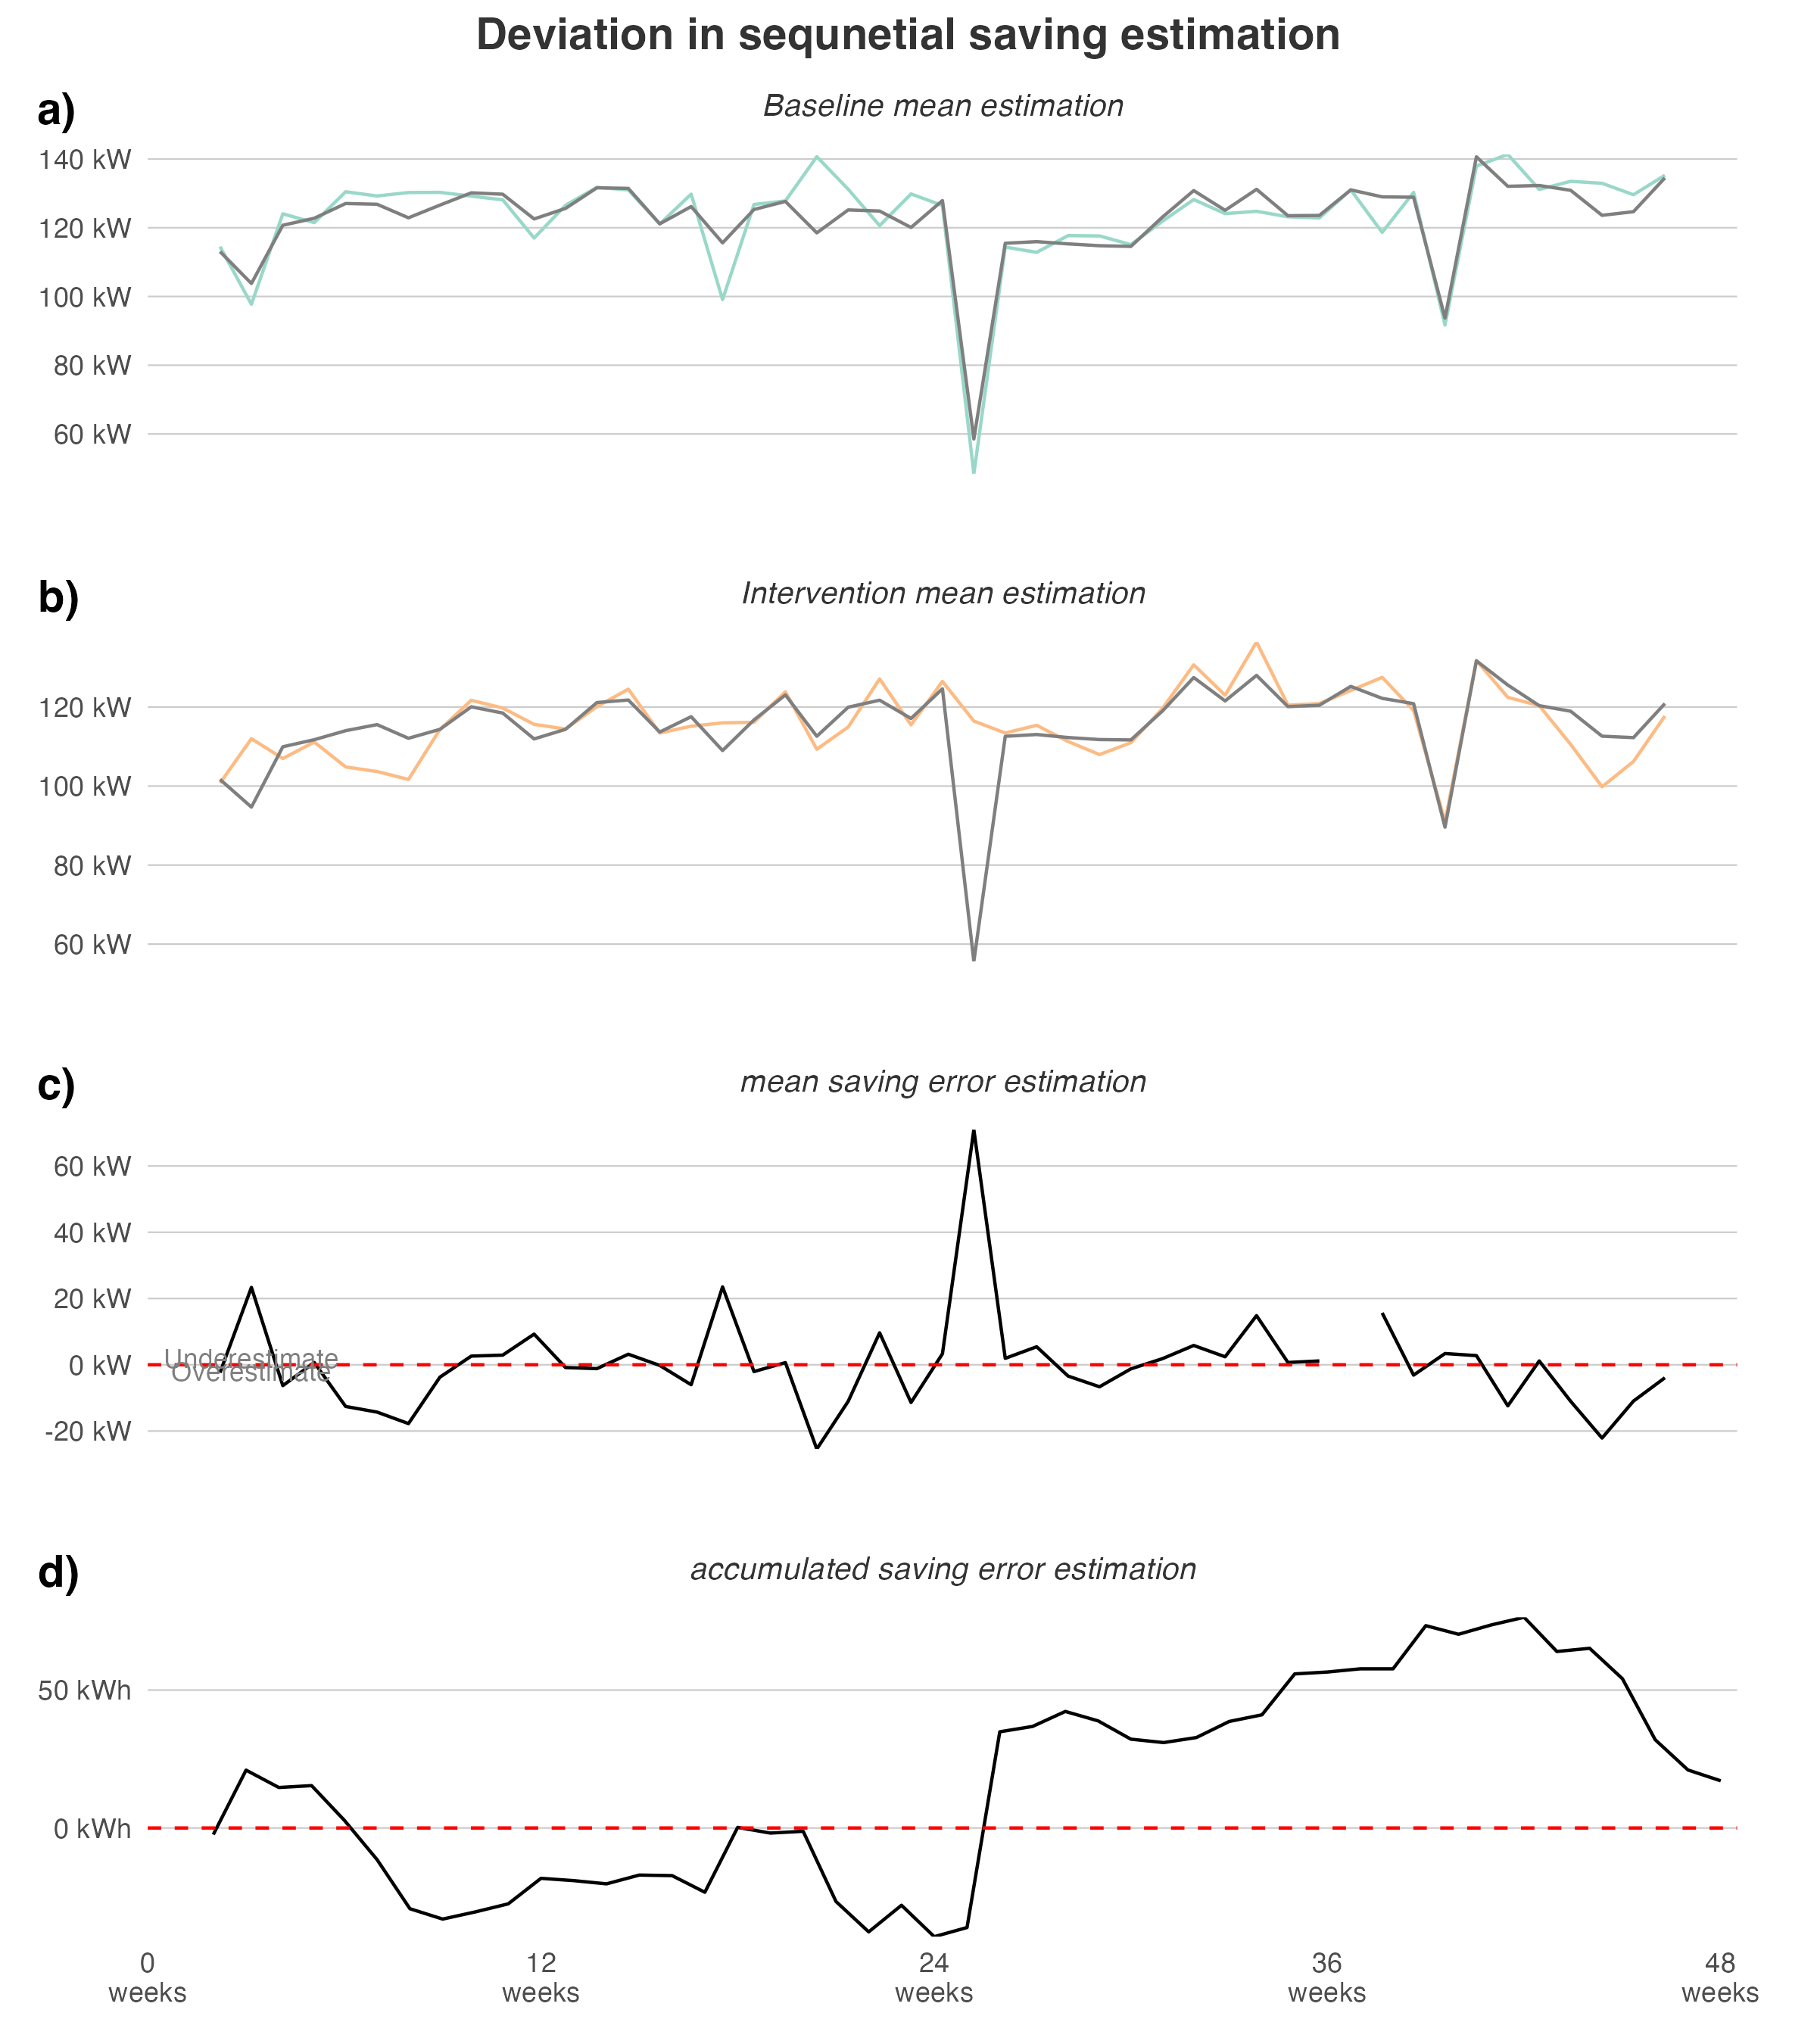 Deviation in sequnetial saving estimation
a)
Baseline mean estimation
140 kW
120 kW
100 kW
80 kW
60 kW
b)
Intervention mean estimation
120 kW
100 kW
80 kW
60 kW
c)
mean saving error estimation
60 kW
40 kW
20 kW
Underestimate
0 kW
Overestimate
-20 kW
d)
accumulated saving error estimation
50 kWh
0 kWh
0 12 24 36 48
weeks weeks weeks weeks weeks